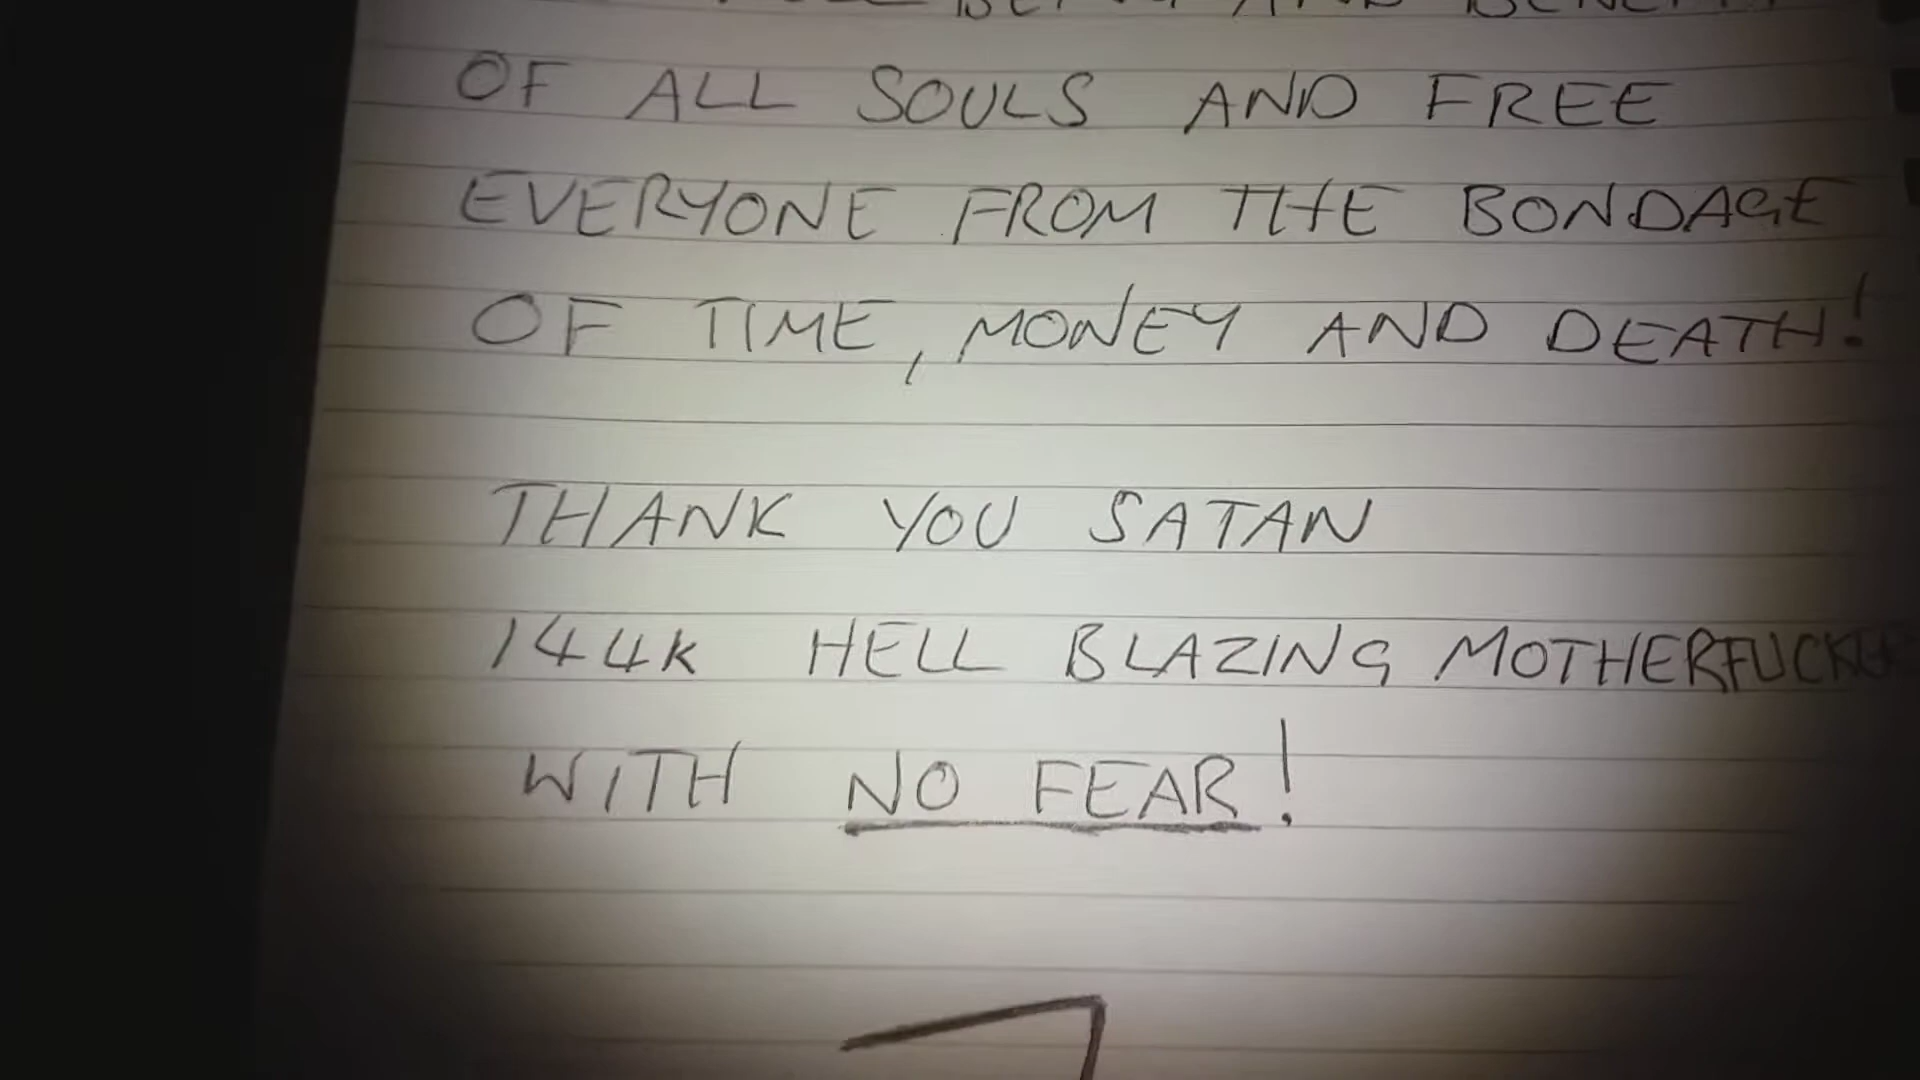 OF ALL SOULS AND FREE
EVERYONE FROM THE BONDAGE
OF TIME, MONEY AND DEATH!
THANK YOU SATAN
144K HELL BLAZING
WITH NO FEAR!